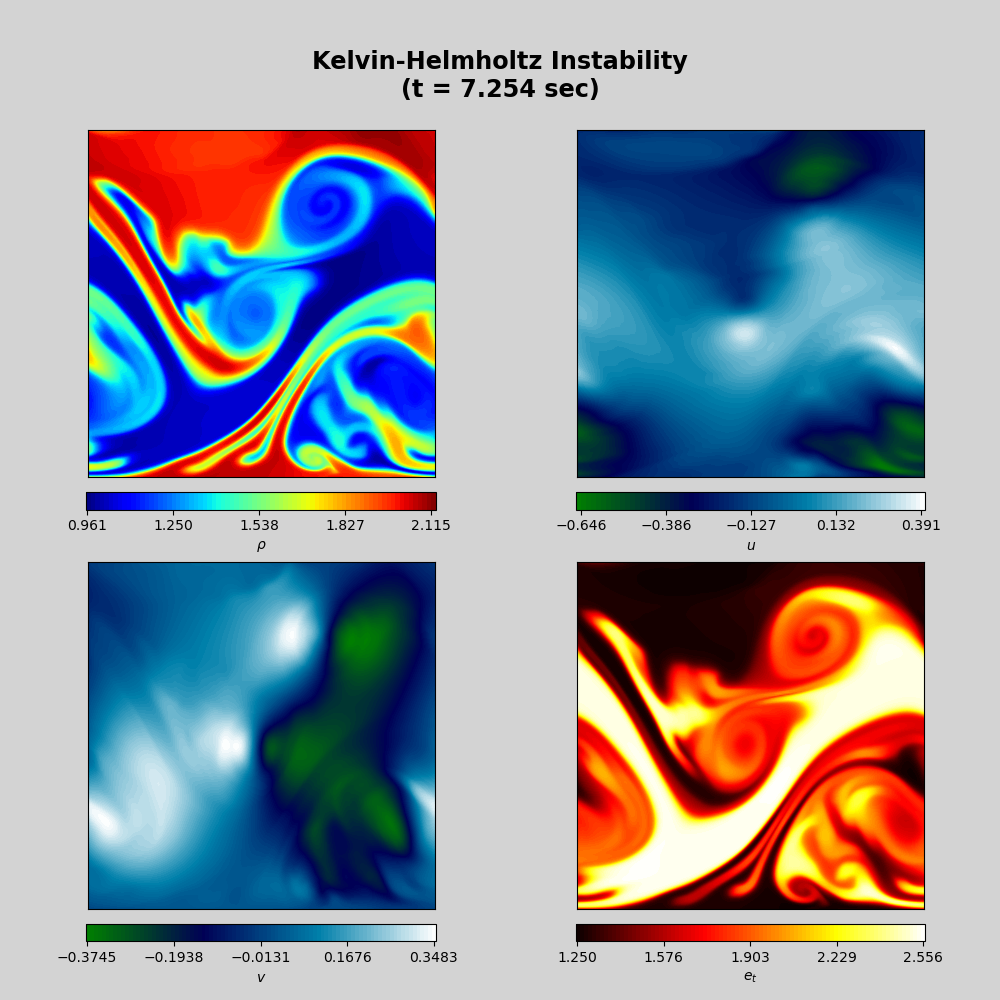 Kelvin-Helmholtz Instability
(t = 7.254 sec)
0.961 1.250 1.538 1.827 2.115
ρ
−0.646 −0.386 −0.127 0.132 0.391
u
−0.3745 −0.1938 −0.0131 0.1676 0.3483
v
1.250 1.576 1.903 2.229 2.556
e_t